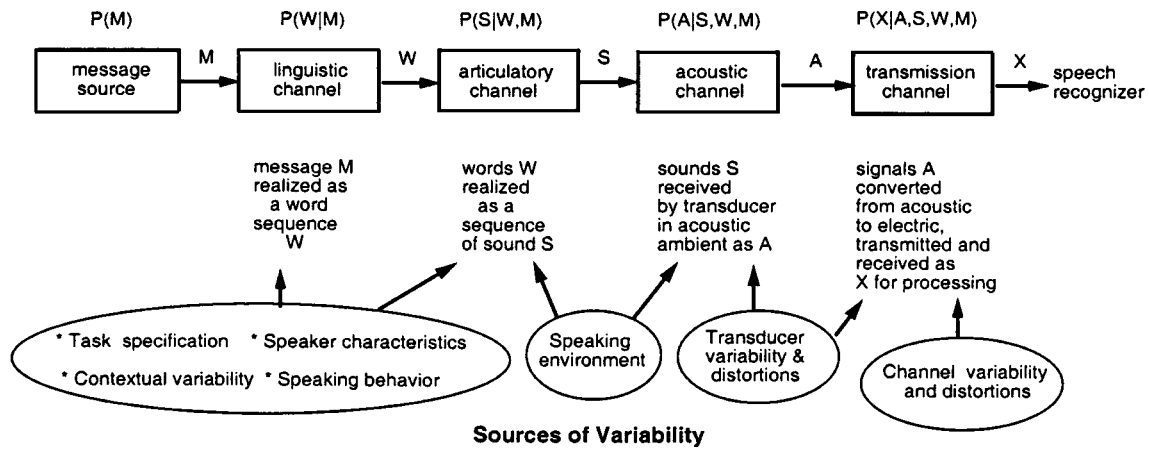 P(M) P(W|M) P(S|W,M) P(A|S,W,M) P(X|A,S,W,M)
message
source
M
linguistic
channel
W
articulatory
channel
S
acoustic
channel
A
transmission
channel
X
speech
recognizer
message M
realized as
a word
sequence
W
words W
realized
as a
sequence
of sound S
sounds S
received
by transducer
in acoustic
ambient as A
signals A
converted
from acoustic
to electric,
transmitted and
received as
X for processing
* Task specification * Speaker characteristics
* Contextual variability * Speaking behavior
Speaking
environment
Transducer
variability &
distortions
Channel variability
and distortions
Sources of Variability